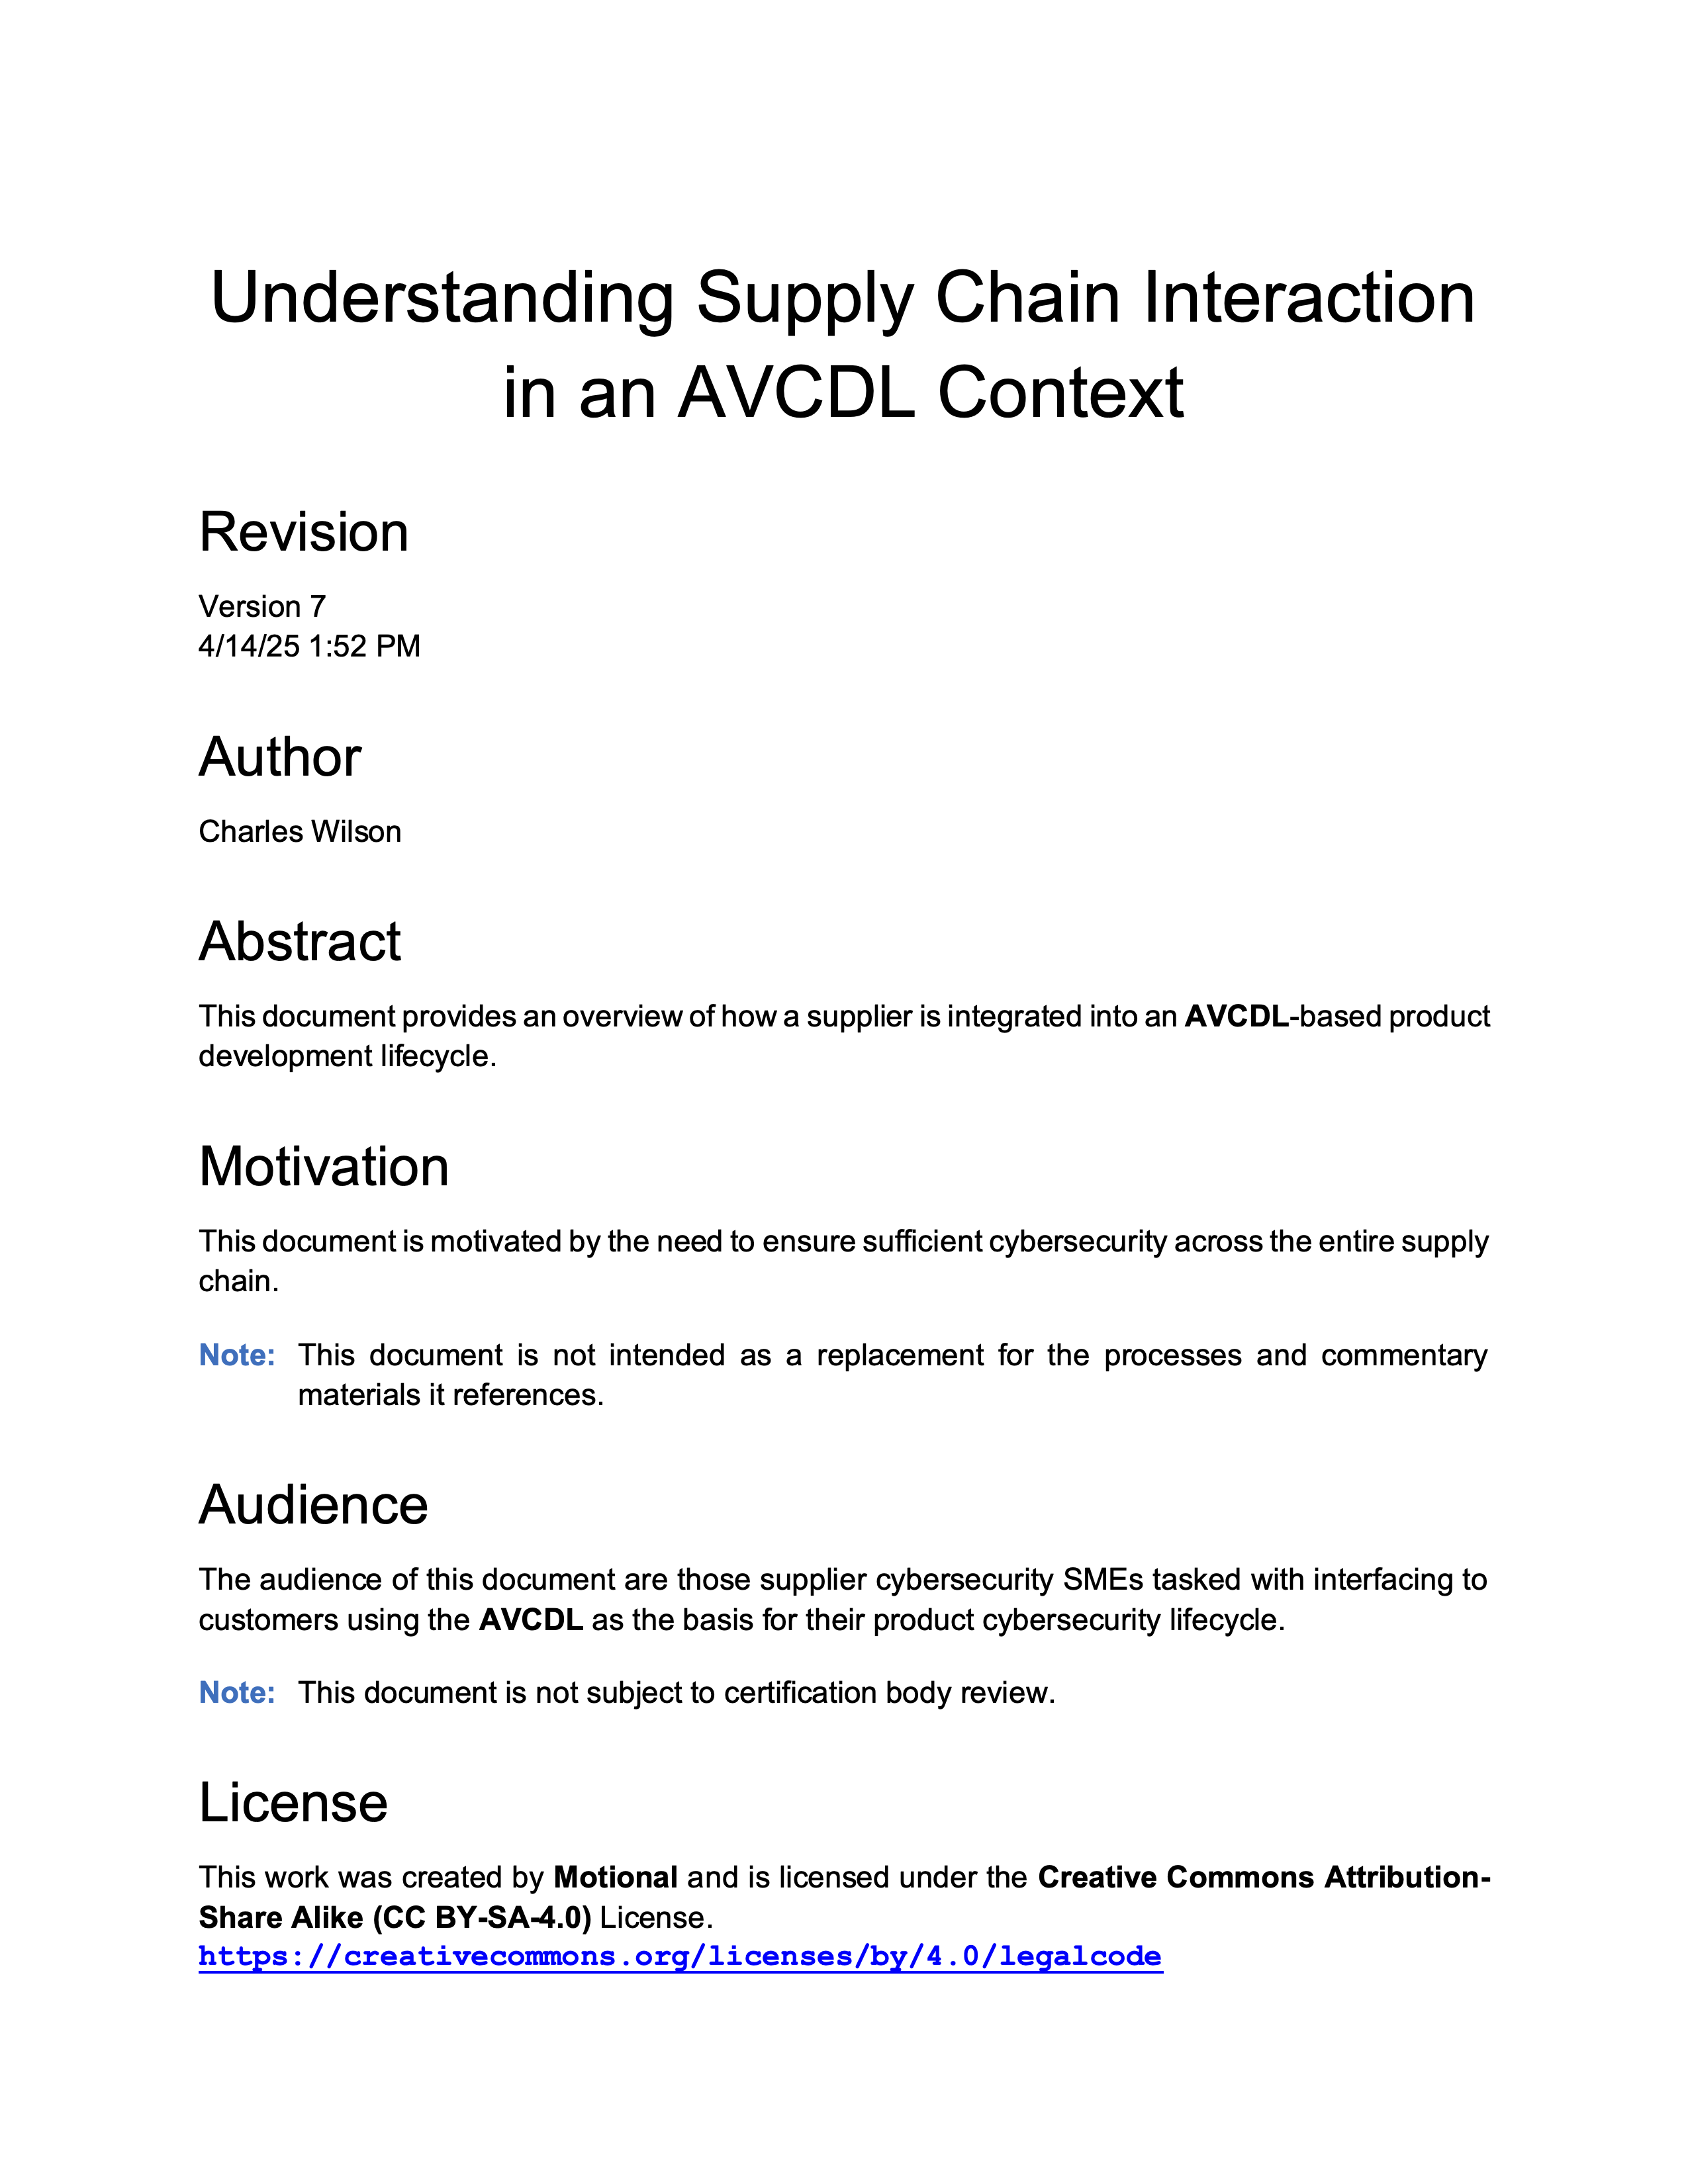 Understanding Supply Chain Interaction
in an AVCDL Context
Revision
Version 7
4/14/25 1:52 PM
Author
Charles Wilson
Abstract
This document provides an overview of how a supplier is integrated into an AVCDL-based product
development lifecycle.
Motivation
This document is motivated by the need to ensure sufficient cybersecurity across the entire supply
chain.
Note: This document is not intended as a replacement for the processes and commentary
materials it references.
Audience
The audience of this document are those supplier cybersecurity SMEs tasked with interfacing to
customers using the AVCDL as the basis for their product cybersecurity lifecycle.
Note: This document is not subject to certification body review.
License
This work was created by Motional and is licensed under the Creative Commons Attribution-
Share Alike (CC BY-SA-4.0) License.
https://creativecommons.org/licenses/by/4.0/legalcode